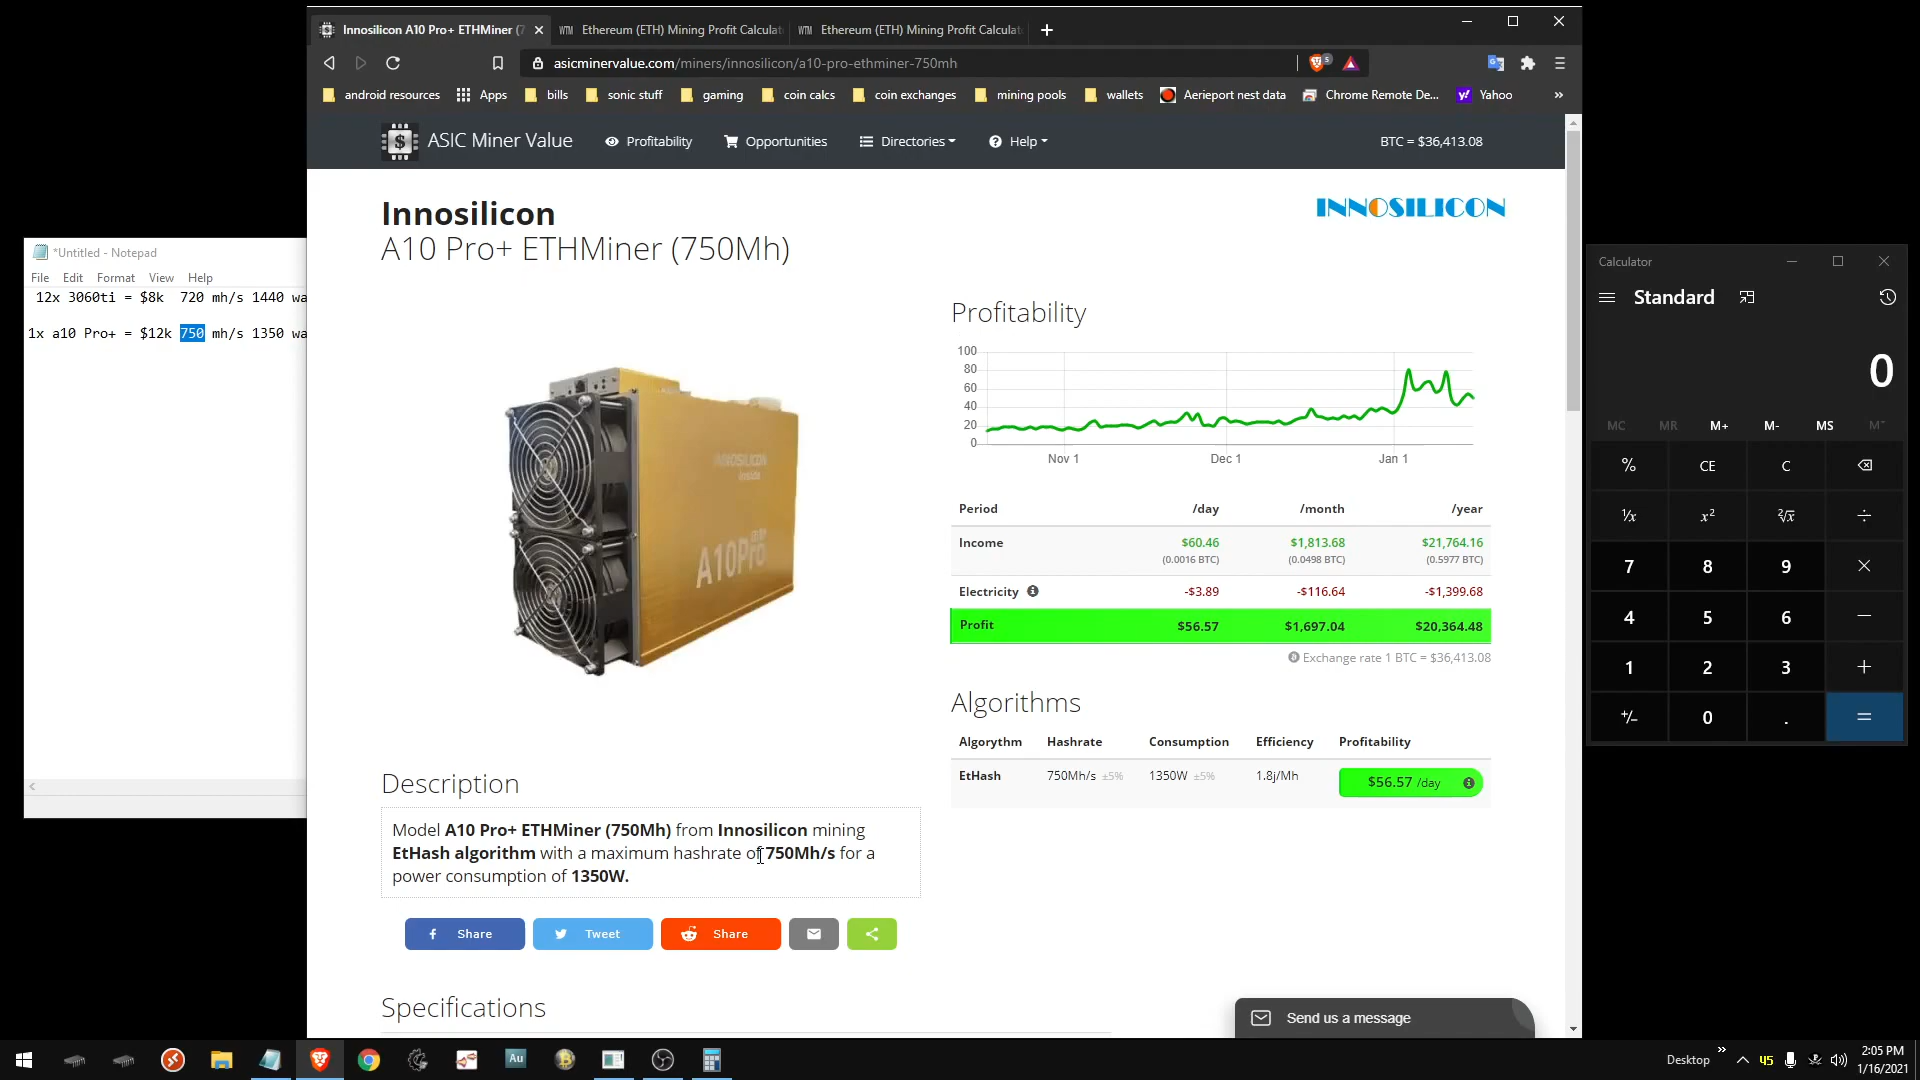 Innosilicon A10 Pro+ ETHMiner (7
Ethereum (ETH) Mining Profit Calculat
Ethereum (ETH) Mining Profit Calculat
asicminervalue.com/miners/innosilicon/a10-pro-ethminer-750mh
android resources
Apps
bills
sonic stuff
gaming
coin calcs
coin exchanges
mining pools
wallets
Aerieport nest data
Chrome Remote De...
Yahoo
»
ASIC Miner Value
Profitability
Opportunities
Directories
Help
BTC = $36,413.08
Innosilicon
A10 Pro+ ETHMiner (750Mh)
INNOSILICON
*Untitled - Notepad
File Edit Format View Help
12x 3060ti = $8k 720 mh/s 1440 wa
1x a10 Pro+ = $12k 750 mh/s 1350 wa
INNOSILICON
A10Pro
Profitability
100
80
60
40
20
0
Nov 1
Dec 1
Jan 1
Period /day /month /year
Income $60.46 $1,813.68 $21,764.16
(0.0016 BTC) (0.0498 BTC) (0.5977 BTC)
Electricity -$3.89 -$116.64 -$1,399.68
Profit $56.57 $1,697.04 $20,364.48
Exchange rate 1 BTC = $36,413.08
Algorithms
Algorythm Hashrate Consumption Efficiency Profitability
EtHash 750Mh/s ±5% 1350W ±5% 1.8j/Mh $56.57 /day
Description
Model A10 Pro+ ETHMiner (750Mh) from Innosilicon mining
EtHash algorithm with a maximum hashrate of 750Mh/s for a
power consumption of 1350W.
Share
Tweet
Share
Specifications
Send us a message
Calculator
Standard
0
MC MR M+ M- MS
% CE C
¹/x x² ²√x ÷
7 8 9 ×
4 5 6 −
1 2 3 +
+/- 0 . =
Au
Desktop
»
45
2:05 PM
1/16/2021